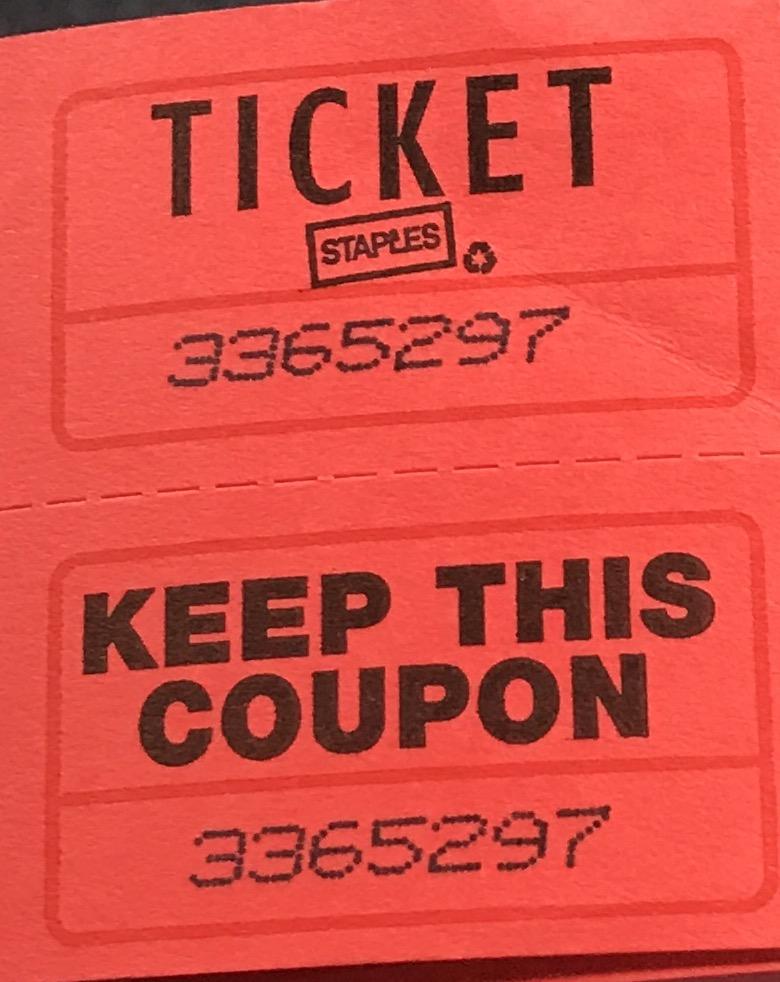 TICKET
STAPLES
3365297
KEEP THIS
COUPON
3365297